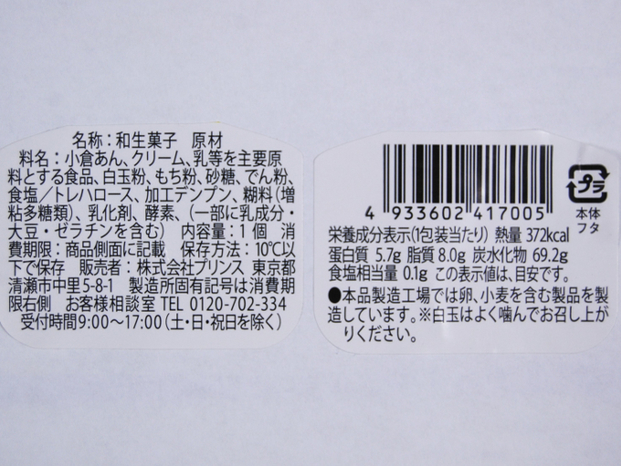 名称:和生菓子 原材
料名:小倉あん、クリーム、乳等を主要原
料とする食品、白玉粉、もち粉、砂糖、でん粉、
食塩/トレハロース、加工デンプン、糊料(増
粘多糖類)、乳化剤、酵素、(一部に乳成分・
大豆・ゼラチンを含む) 内容量:1個 消
費期限:商品側面に記載 保存方法:10℃以
下で保存 販売者:株式会社プリンス 東京都
清瀬市中里5-8-1 製造所固有記号は消費期
限右側 お客様相談室 TEL 0120-702-334
受付時間9:00〜17:00(土・日・祝日を除く)
4 933602 417005
プラ
本体
フタ
栄養成分表示(1包装当たり) 熱量 372kcal
蛋白質 5.7g 脂質 8.0g 炭水化物 69.2g
食塩相当量 0.1g この表示値は、目安です。
●本品製造工場では卵、小麦を含む製品を製
造しています。※白玉はよく噛んでお召し上が
りください。